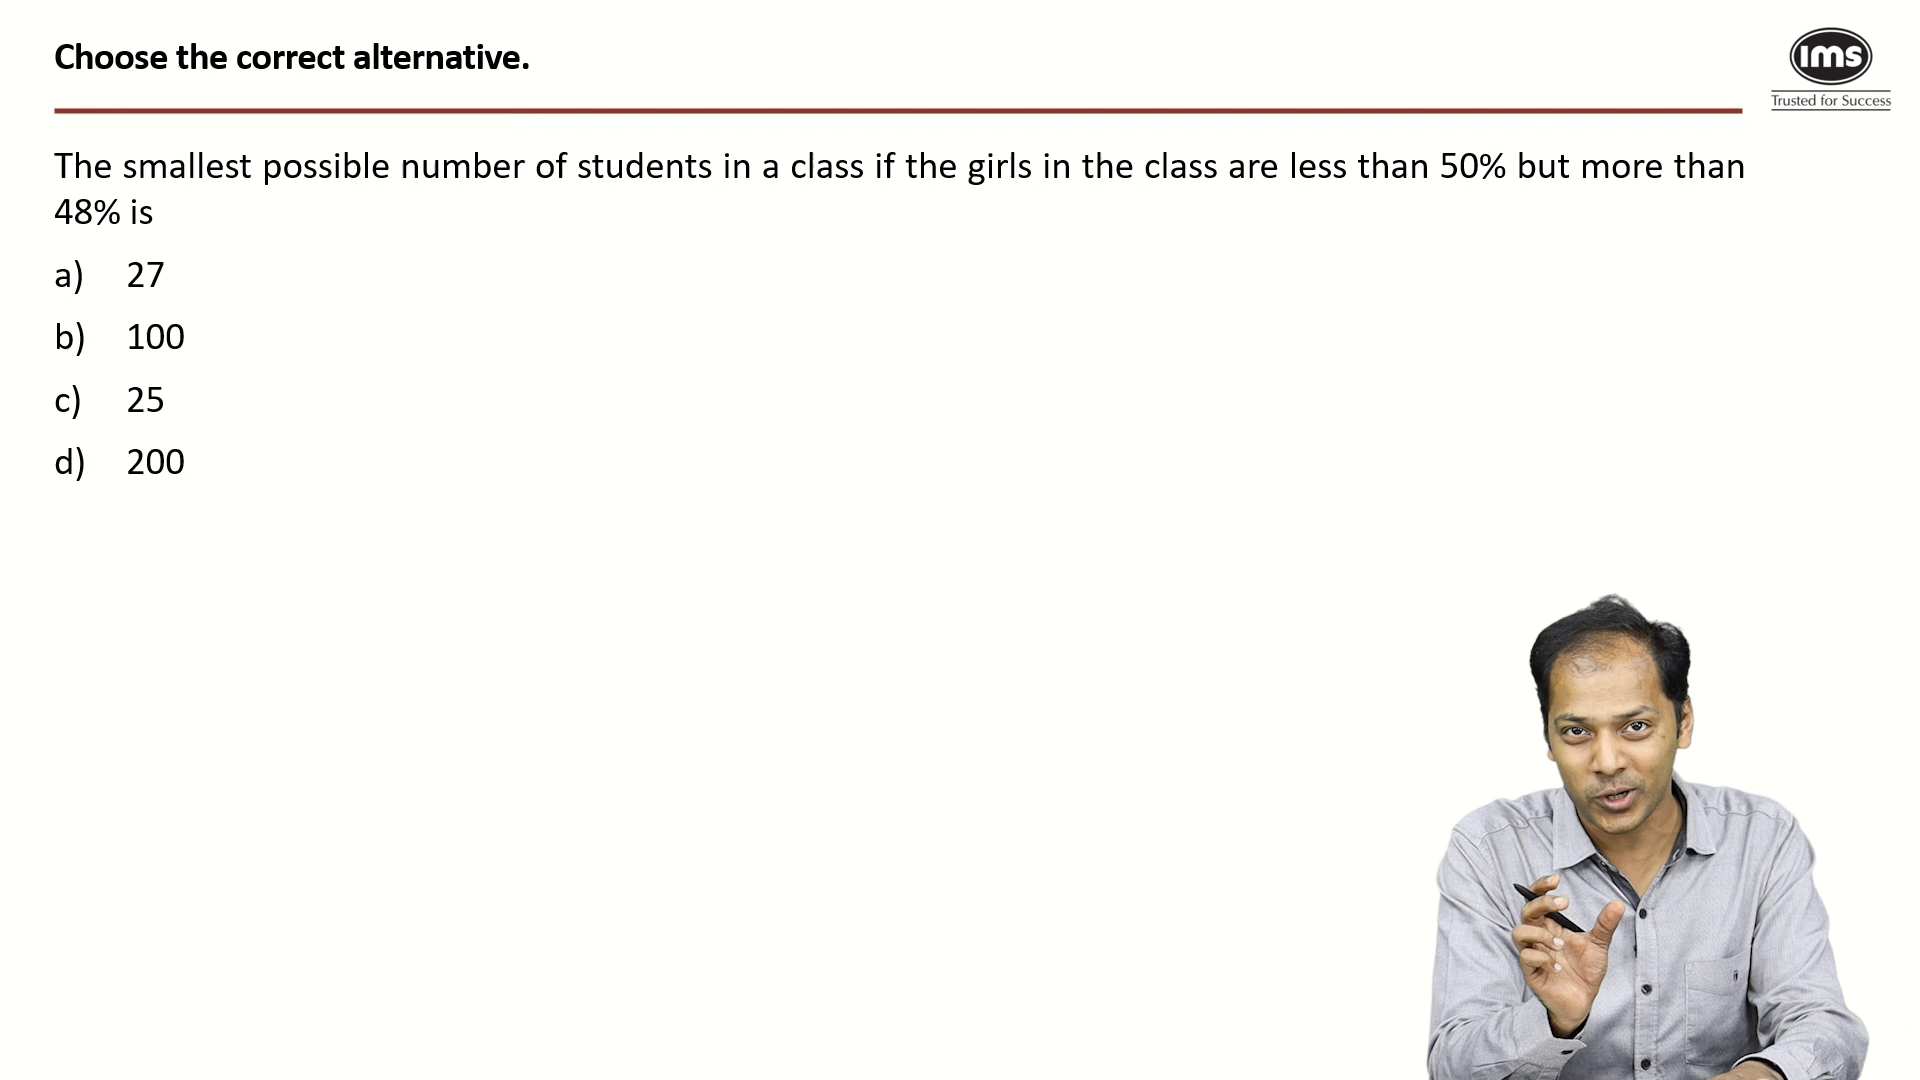 Choose the correct alternative.
ims
Trusted for Success
The smallest possible number of students in a class if the girls in the class are less than 50% but more than
48% is
a) 27
b) 100
c) 25
d) 200